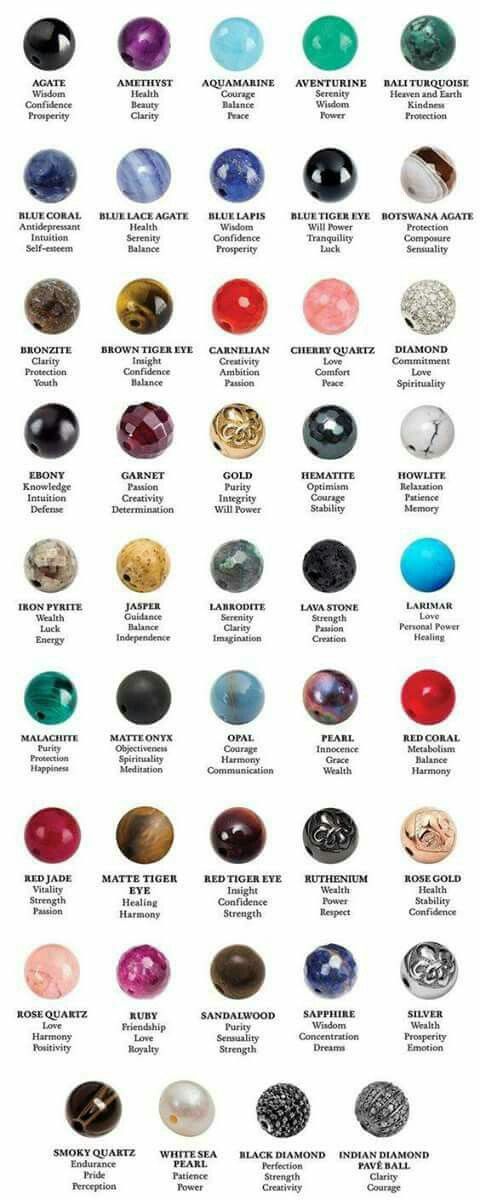 AGATE
Wisdom
Confidence
Prosperity
AMETHYST
Health
Beauty
Clarity
AQUAMARINE
Courage
Balance
Peace
AVENTURINE
Serenity
Wisdom
Power
BALI TURQUOISE
Heaven and Earth
Kindness
Protection
BLUE CORAL
Antidepressant
Intuition
Self-esteem
BLUE LACE AGATE
Health
Serenity
Balance
BLUE LAPIS
Wisdom
Confidence
Prosperity
BLUE TIGER EYE
Will Power
Tranquility
Luck
BOTSWANA AGATE
Protection
Composure
Sensuality
BRONZITE
Clarity
Protection
Youth
BROWN TIGER EYE
Insight
Confidence
Balance
CARNELIAN
Creativity
Ambition
Passion
CHERRY QUARTZ
Love
Comfort
Peace
DIAMOND
Commitment
Love
Spirituality
EBONY
Knowledge
Intuition
Defense
GARNET
Passion
Creativity
Determination
GOLD
Purity
Integrity
Will Power
HEMATITE
Optimism
Courage
Stability
HOWLITE
Relaxation
Patience
Memory
IRON PYRITE
Wealth
Luck
Energy
JASPER
Guidance
Balance
Independence
LABRODITE
Serenity
Clarity
Imagination
LAVA STONE
Strength
Passion
Creation
LARIMAR
Love
Personal Power
Healing
MALACHITE
Purity
Protection
Happiness
MATTE ONYX
Objectiveness
Spirituality
Meditation
OPAL
Courage
Harmony
Communication
PEARL
Innocence
Grace
Wealth
RED CORAL
Metabolism
Balance
Harmony
RED JADE
Vitality
Strength
Passion
MATTE TIGER
EYE
Healing
Harmony
RED TIGER EYE
Insight
Confidence
Strength
RUTHENIUM
Wealth
Power
Respect
ROSE GOLD
Health
Stability
Confidence
ROSE QUARTZ
Love
Harmony
Positivity
RUBY
Friendship
Love
Royalty
SANDALWOOD
Purity
Sensuality
Strength
SAPPHIRE
Wisdom
Concentration
Dreams
SILVER
Wealth
Prosperity
Emotion
SMOKY QUARTZ
Endurance
Pride
Perception
WHITE SEA
PEARL
Patience
Power
BLACK DIAMOND
Perfection
Strength
Creativity
INDIAN DIAMOND
PAVÉ BALL
Clarity
Courage